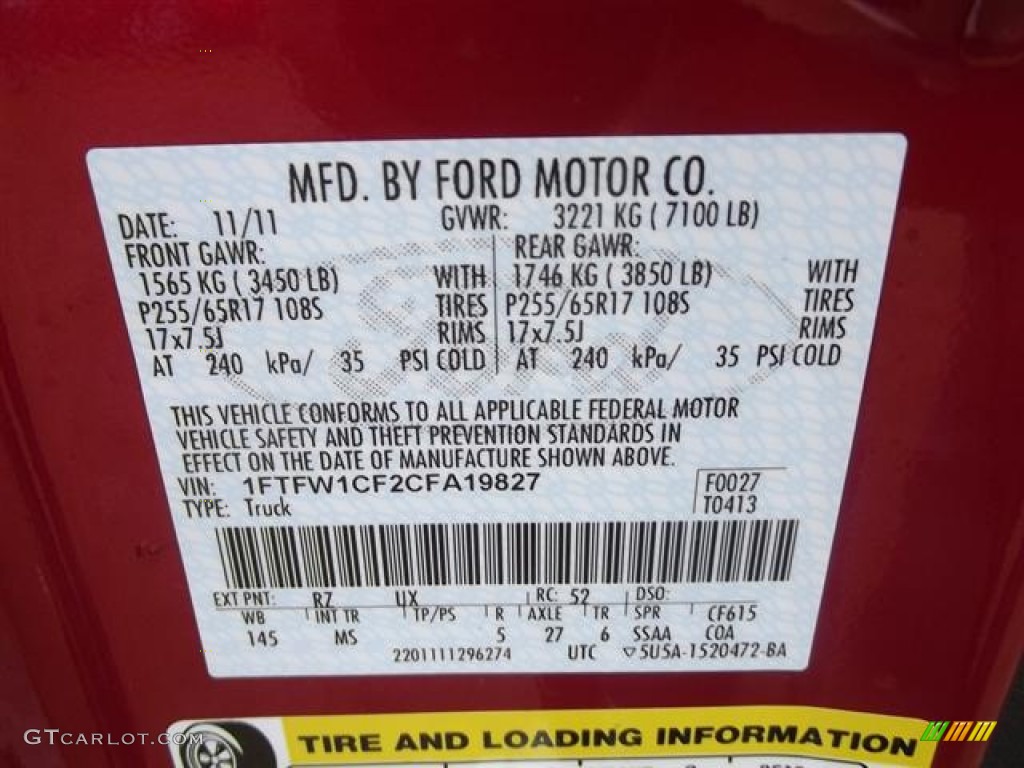 MFD. BY FORD MOTOR CO.
DATE: 11/11 GVWR: 3221 KG ( 7100 LB)
FRONT GAWR: REAR GAWR:
1565 KG ( 3450 LB) WITH 1746 KG ( 3850 LB) WITH
P255/65R17 108S TIRES P255/65R17 108S TIRES
17x7.5J RIMS 17x7.5J RIMS
AT 240 kPa/ 35 PSI COLD AT 240 kPa/ 35 PSI COLD
THIS VEHICLE CONFORMS TO ALL APPLICABLE FEDERAL MOTOR
VEHICLE SAFETY AND THEFT PREVENTION STANDARDS IN
EFFECT ON THE DATE OF MANUFACTURE SHOWN ABOVE.
VIN: 1FTFW1CF2CFA19827 F0027
TYPE: Truck T0413
EXT PNT: RZ UX RC: 52 DSO:
WB INT TR TP/PS R AXLE TR SPR CF615
145 MS 5 27 6 SSAA COA
2201111296274 UTC ▽5U5A-1520472-BA
TIRE AND LOADING INFORMATION
GTCARLOT.COM